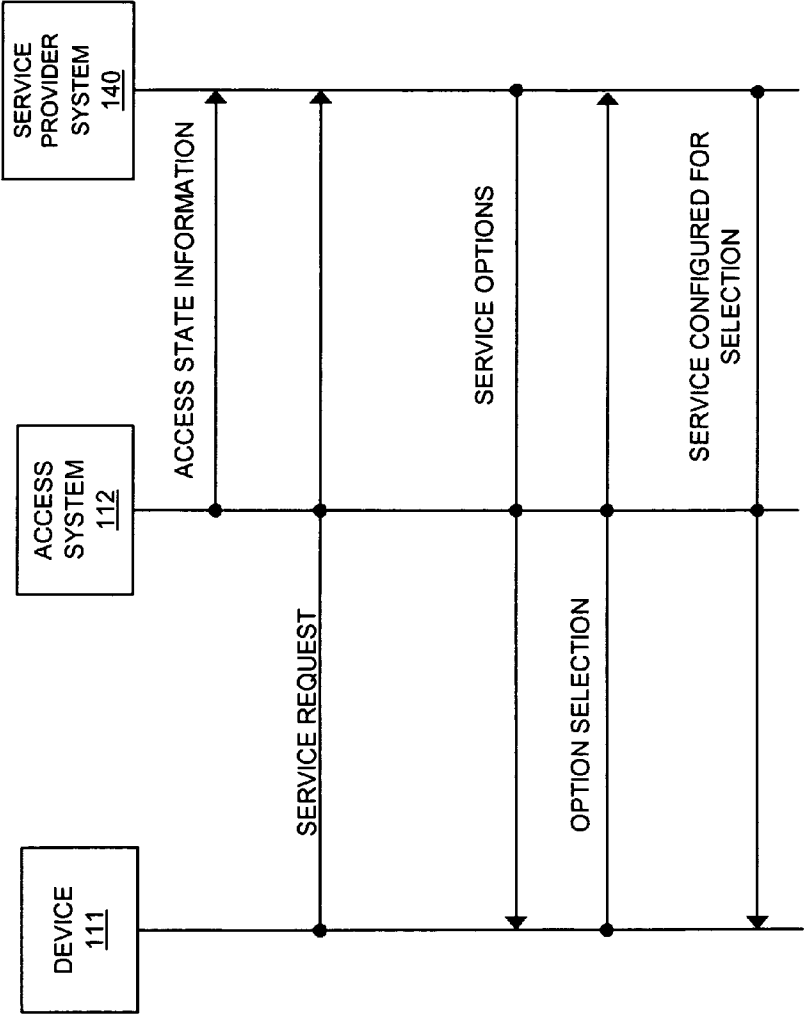 DEVICE
111
ACCESS
SYSTEM
112
SERVICE
PROVIDER
SYSTEM
140
ACCESS STATE INFORMATION
SERVICE REQUEST
SERVICE OPTIONS
OPTION SELECTION
SERVICE CONFIGURED FOR
SELECTION